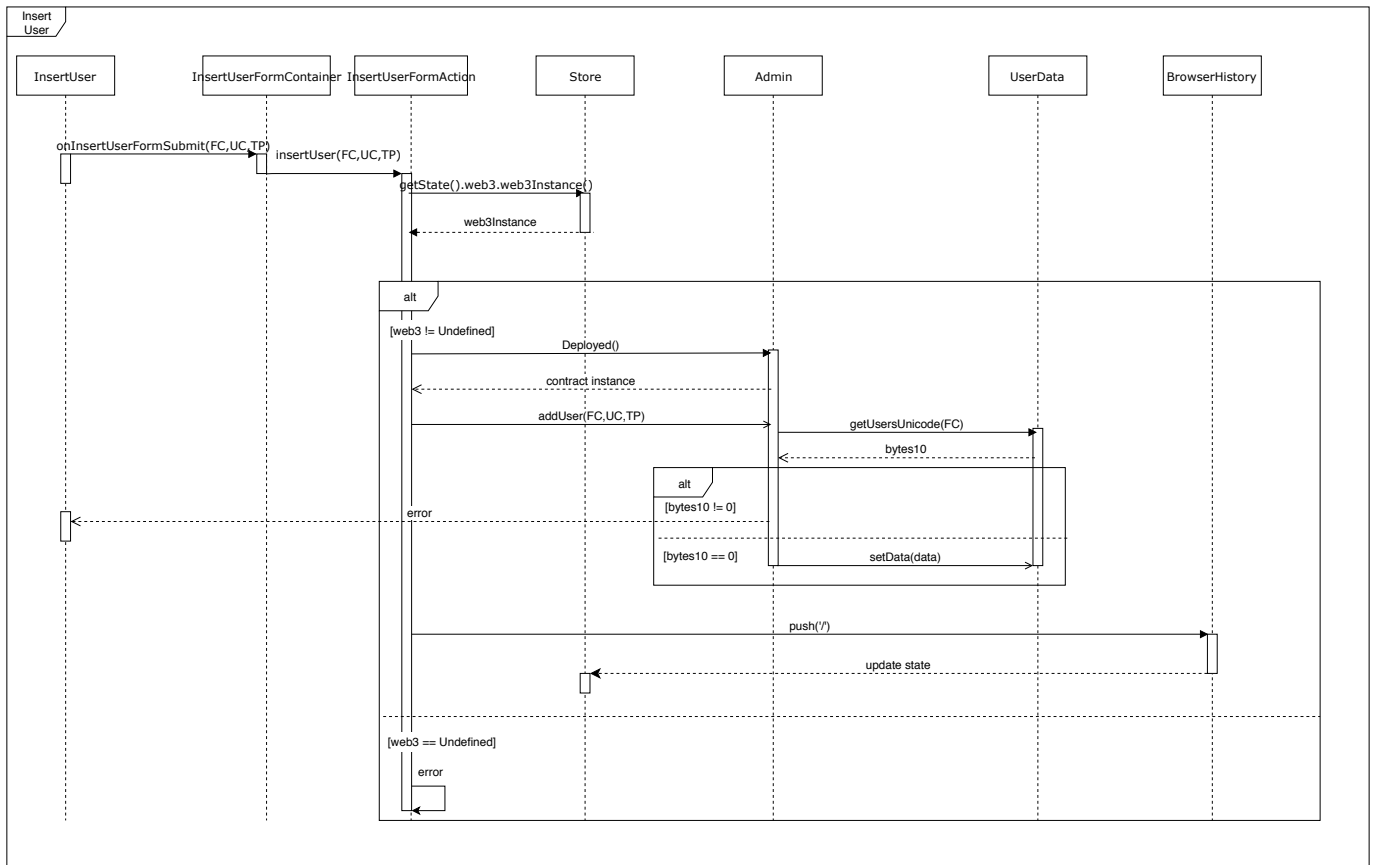 Insert
User
InsertUser
InsertUserFormContainer
InsertUserFormAction
Store
Admin
UserData
BrowserHistory
onInsertUserFormSubmit(FC,UC,TP)
insertUser(FC,UC,TP)
getState().web3.web3Instance()
web3Instance
alt
[web3 != Undefined]
Deployed()
contract instance
addUser(FC,UC,TP)
getUsersUnicode(FC)
bytes10
alt
[bytes10 != 0]
error
[bytes10 == 0]
setData(data)
push('/')
update state
[web3 == Undefined]
error